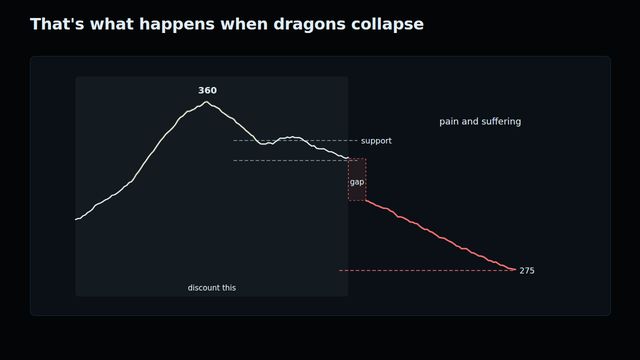 That's what happens when dragons collapse
360
pain and suffering
support
gap
275
discount this